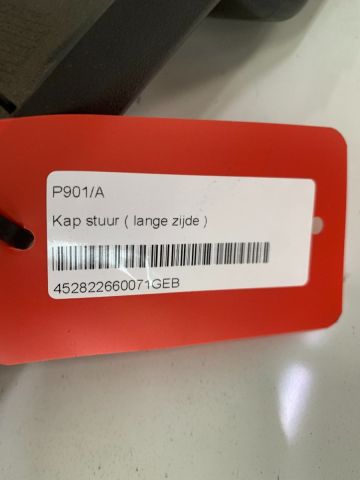 P901/A
Kap stuur ( lange zijde )
452822660071GEB